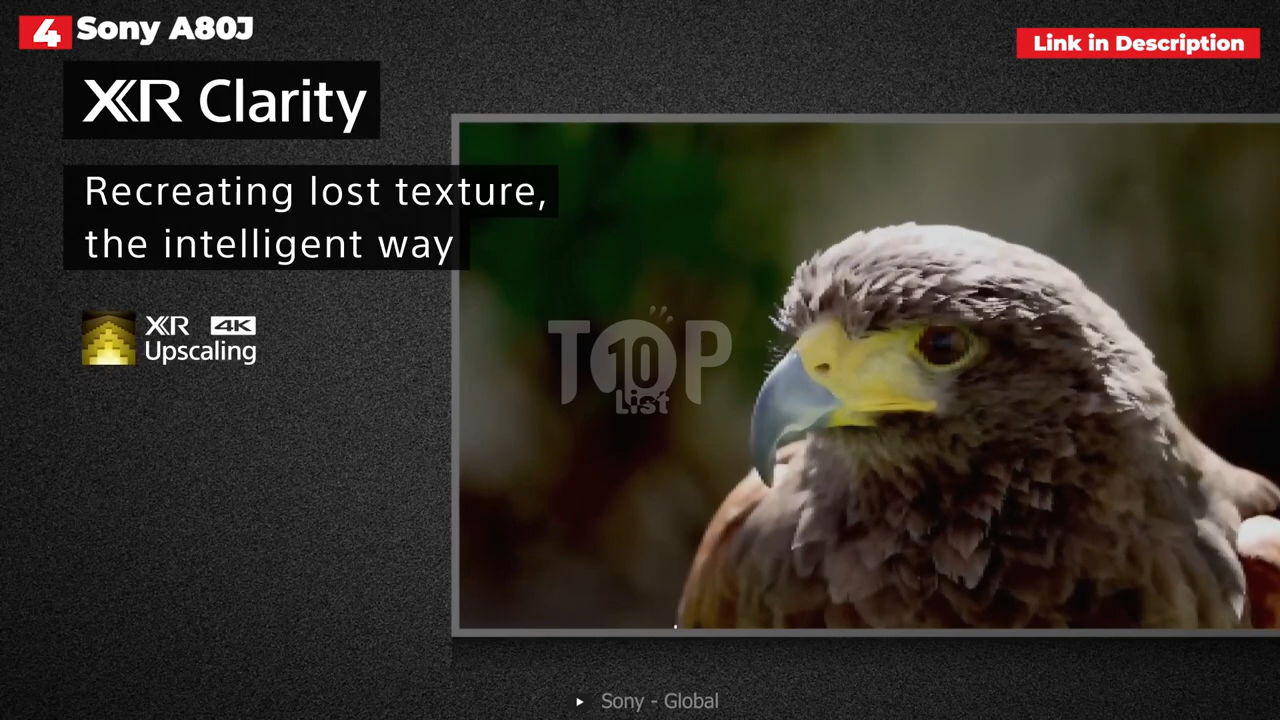 4 Sony A80J
Link in Description
XR Clarity
Recreating lost texture,
the intelligent way
XR 4K
Upscaling
TOP
10
List
Sony - Global